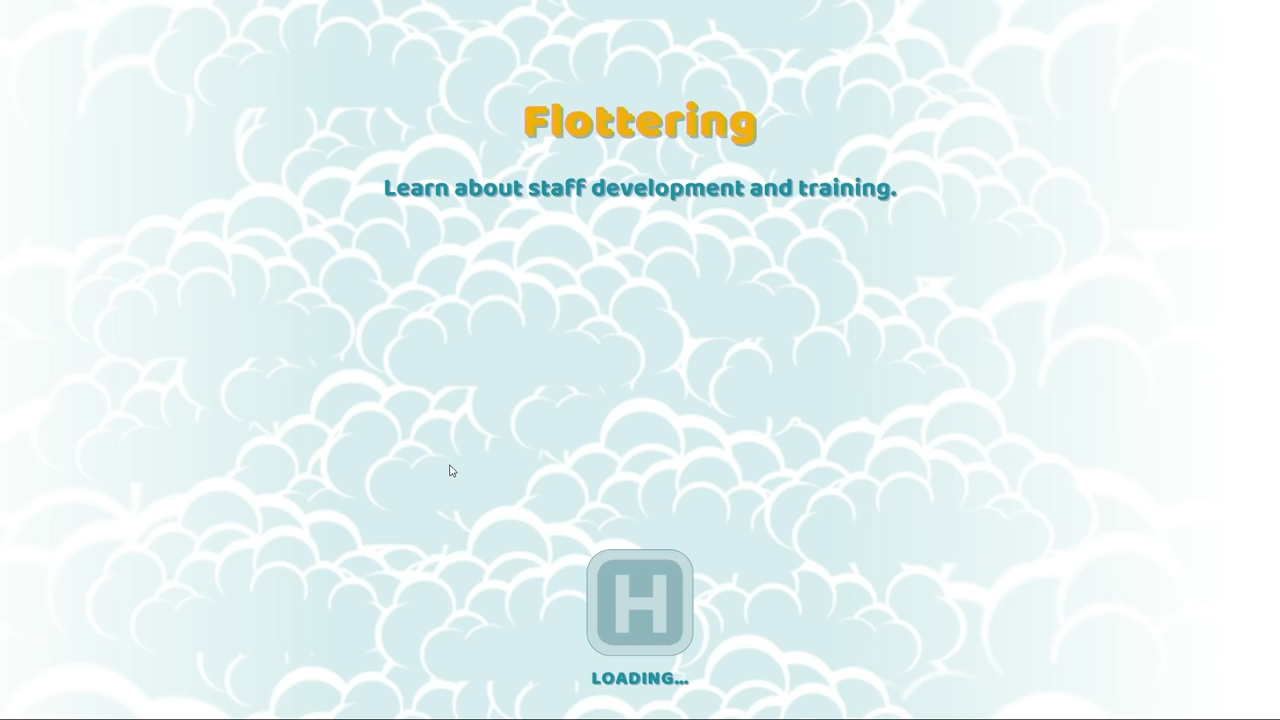 Flottering
Learn about staff development and training.
H
LOADING...